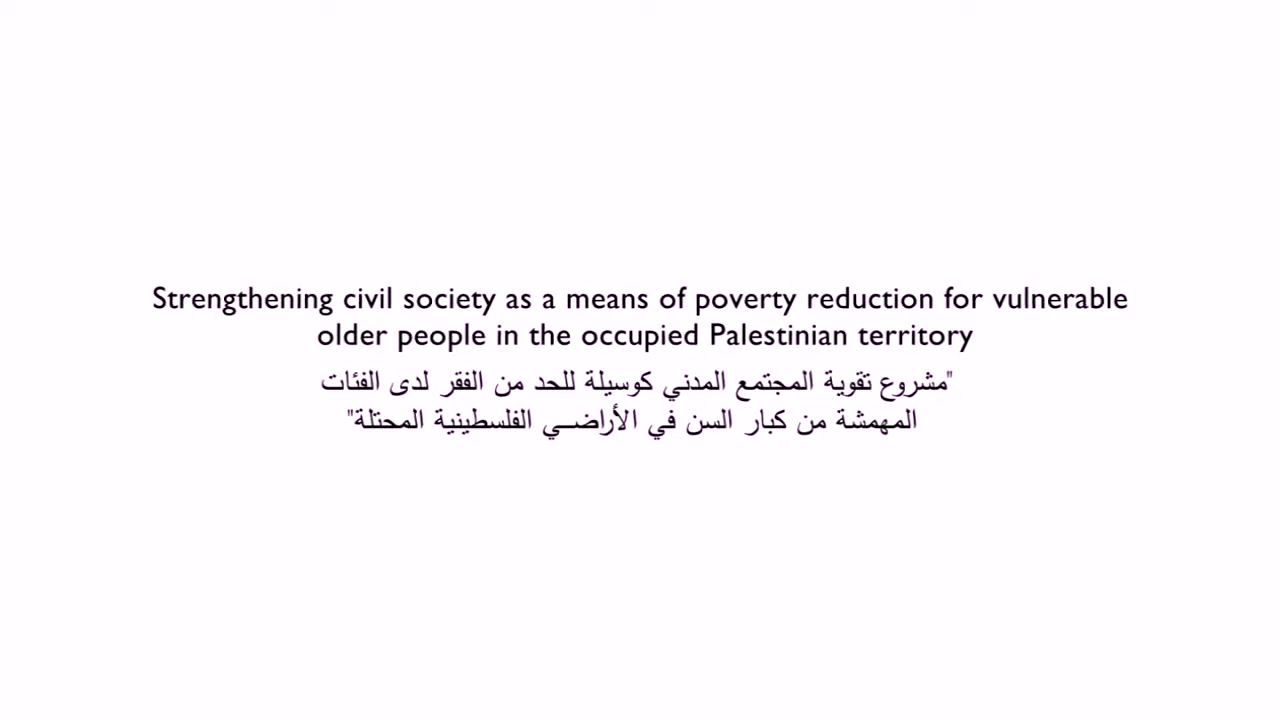 Strengthening civil society as a means of poverty reduction for vulnerable
older people in the occupied Palestinian territory
"مشروع تقوية المجتمع المدني كوسيلة للحد من الفقر لدى الفئات
المهمشة من كبار السن في الأراضـي الفلسطينية المحتلة"